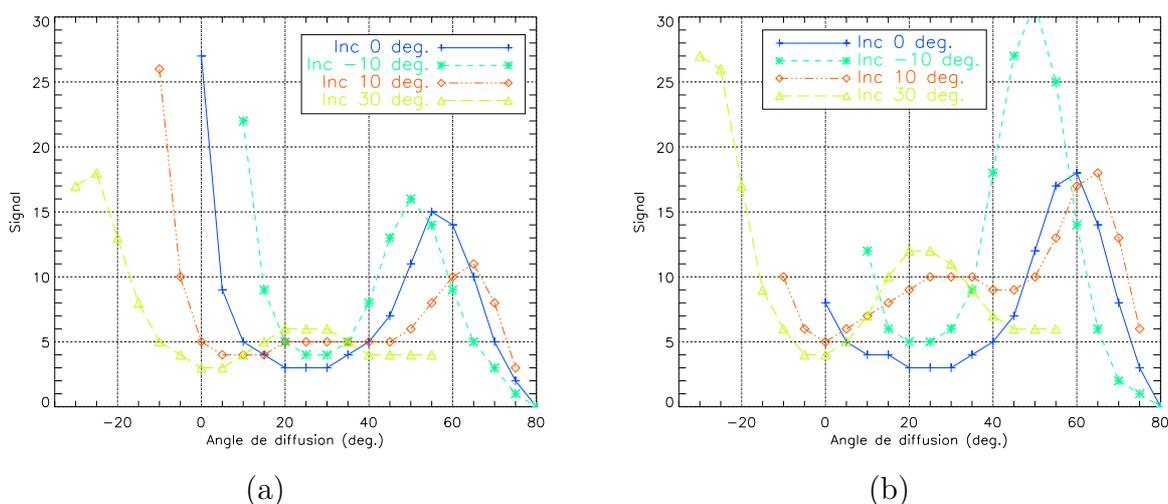 30
25
20
15
10
5
0
Signal
Inc 0 deg.
Inc −10 deg.
Inc 10 deg.
Inc 30 deg.
−20 0 20 40 60 80
Angle de diffusion (deg.)
(a)
30
25
20
15
10
5
0
Signal
Inc 0 deg.
Inc −10 deg.
Inc 10 deg.
Inc 30 deg.
−20 0 20 40 60 80
Angle de diffusion (deg.)
(b)